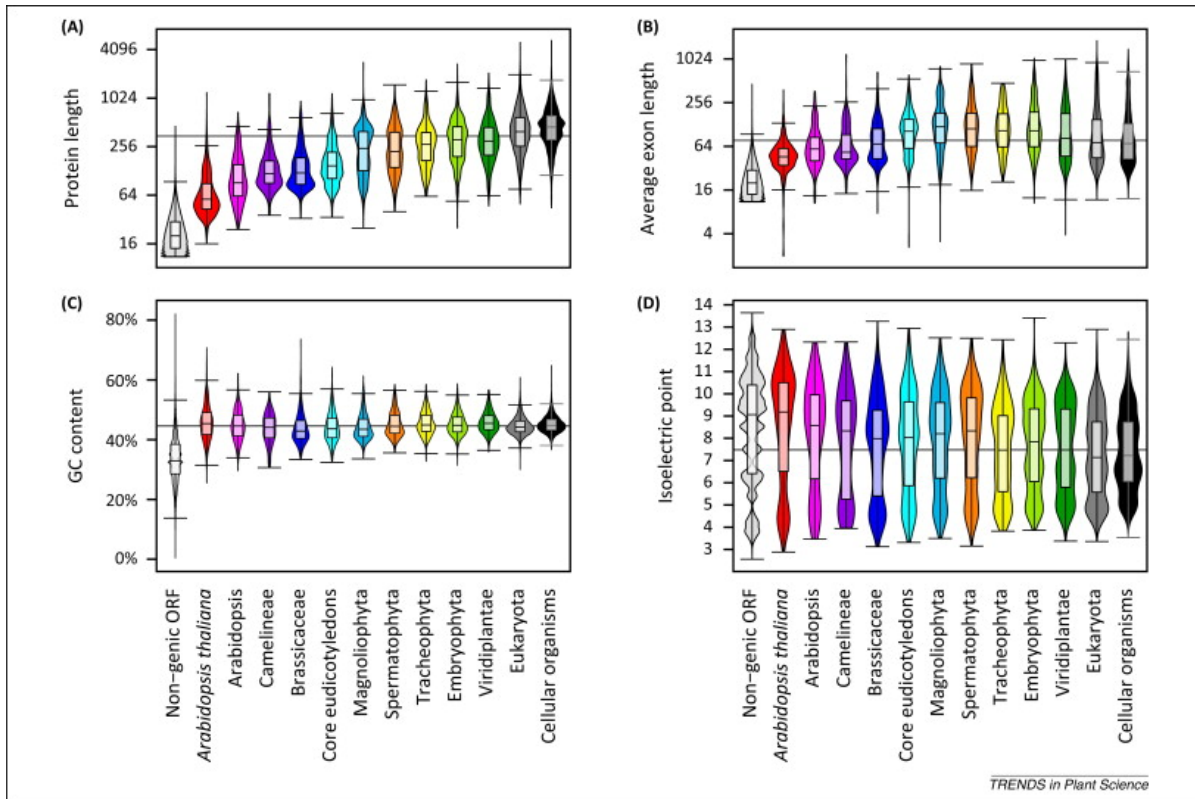 (A)
Protein length
4096
1024
256
64
16
(B)
Average exon length
1024
256
64
16
4
(C)
GC content
80%
60%
40%
20%
0%
(D)
Isoelectric point
14
13
12
11
10
9
8
7
6
5
4
3
Non−genic ORF
Arabidopsis thaliana
Arabidopsis
Camelineae
Brassicaceae
Core eudicotyledons
Magnoliophyta
Spermatophyta
Tracheophyta
Embryophyta
Viridiplantae
Eukaryota
Cellular organisms
Non−genic ORF
Arabidopsis thaliana
Arabidopsis
Camelineae
Brassicaceae
Core eudicotyledons
Magnoliophyta
Spermatophyta
Tracheophyta
Embryophyta
Viridiplantae
Eukaryota
Cellular organisms
TRENDS in Plant Science